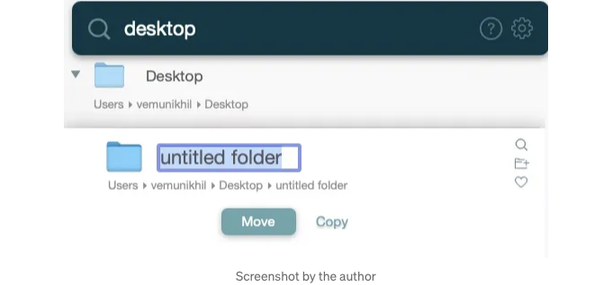 desktop
Desktop
Users ▸ vemunikhil ▸ Desktop
untitled folder
Users ▸ vemunikhil ▸ Desktop ▸ untitled folder
Move Copy
Screenshot by the author